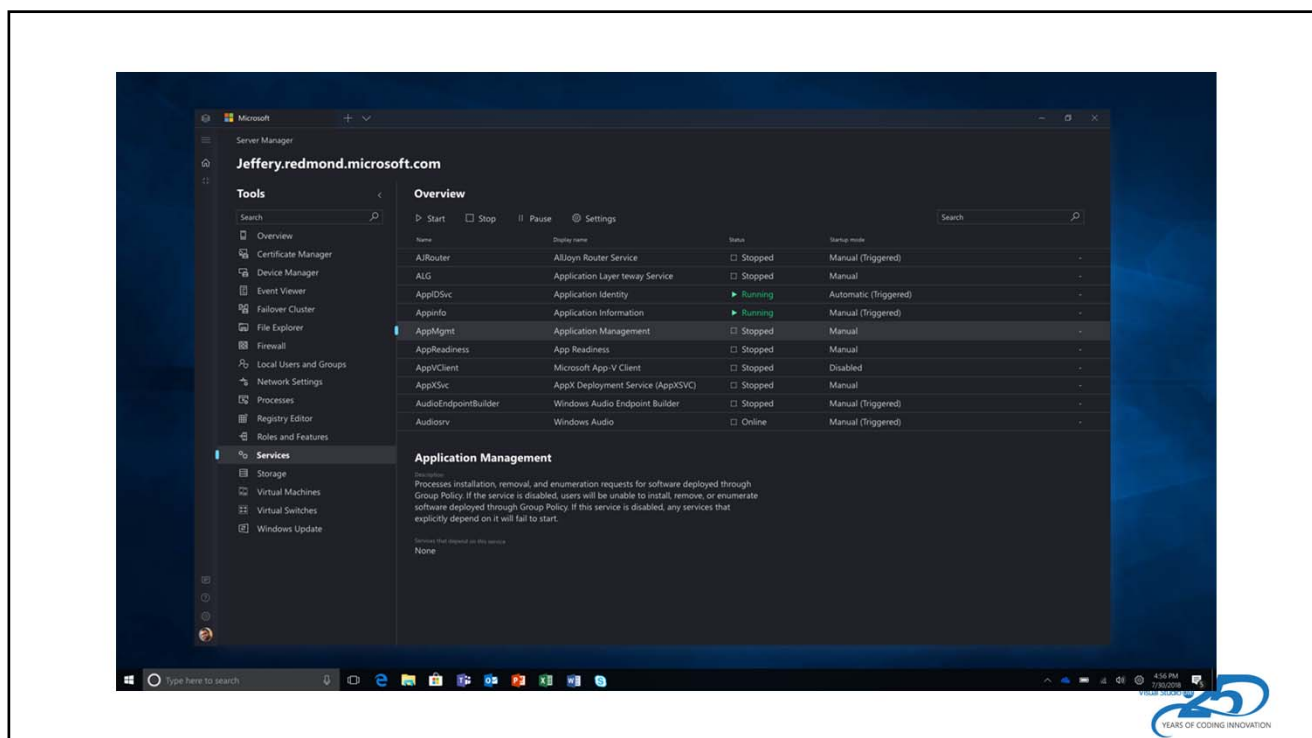 Microsoft
Server Manager
Jeffery.redmond.microsoft.com
Tools
Search
Overview
Certificate Manager
Device Manager
Event Viewer
Failover Cluster
File Explorer
Firewall
Local Users and Groups
Network Settings
Processes
Registry Editor
Roles and Features
Services
Storage
Virtual Machines
Virtual Switches
Windows Update
Overview
Start Stop Pause Settings Search
Name Display name Status Startup mode
AJRouter AllJoyn Router Service Stopped Manual (Triggered) -
ALG Application Layer teway Service Stopped Manual -
AppIDSvc Application Identity Running Automatic (Triggered) -
Appinfo Application Information Running Manual (Triggered) -
AppMgmt Application Management Stopped Manual -
AppReadiness App Readiness Stopped Manual -
AppVClient Microsoft App-V Client Stopped Disabled -
AppXSvc AppX Deployment Service (AppXSVC) Stopped Manual -
AudioEndpointBuilder Windows Audio Endpoint Builder Stopped Manual (Triggered) -
Audiosrv Windows Audio Online Manual (Triggered) -
Application Management
Description
Processes installation, removal, and enumeration requests for software deployed through
Group Policy. If the service is disabled, users will be unable to install, remove, or enumerate
software deployed through Group Policy. If this service is disabled, any services that
explicitly depend on it will fail to start.
Services that depend on this service
None
Type here to search
4:56 PM
7/30/2018
Visual Studio
25
YEARS OF CODING INNOVATION